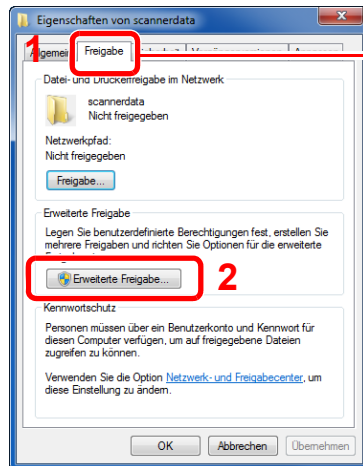 Eigenschaften von scannerdata
1
Allgemein
Freigabe
Datei- und Druckerfreigabe im Netzwerk
scannerdata
Nicht freigegeben
Netzwerkpfad:
Nicht freigegeben
Freigabe...
Erweiterte Freigabe
Legen Sie benutzerdefinierte Berechtigungen fest, erstellen Sie
mehrere Freigaben und richten Sie Optionen für die erweiterte
Erweiterte Freigabe...
2
Kennwortschutz
Personen müssen über ein Benutzerkonto und Kennwort für
diesen Computer verfügen, um auf freigegebene Dateien
zugreifen zu können.
Verwenden Sie die Option Netzwerk- und Freigabecenter, um
diese Einstellung zu ändern.
OK Abbrechen Übernehmen